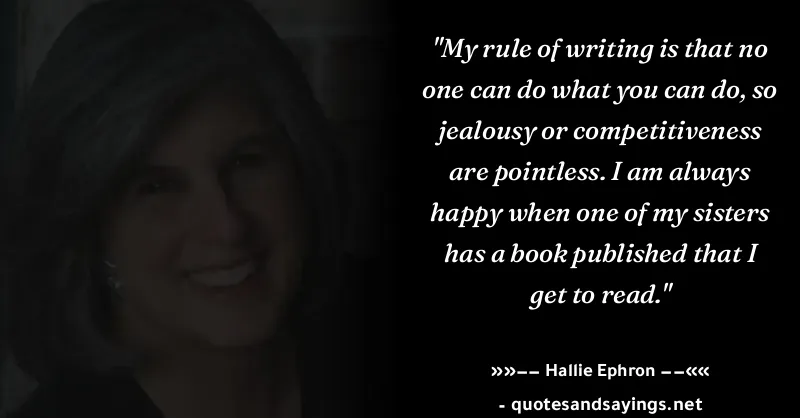 "My rule of writing is that no
one can do what you can do, so
jealousy or competitiveness
are pointless. I am always
happy when one of my sisters
has a book published that I
get to read."
»»−− Hallie Ephron −−««
- quotesandsayings.net